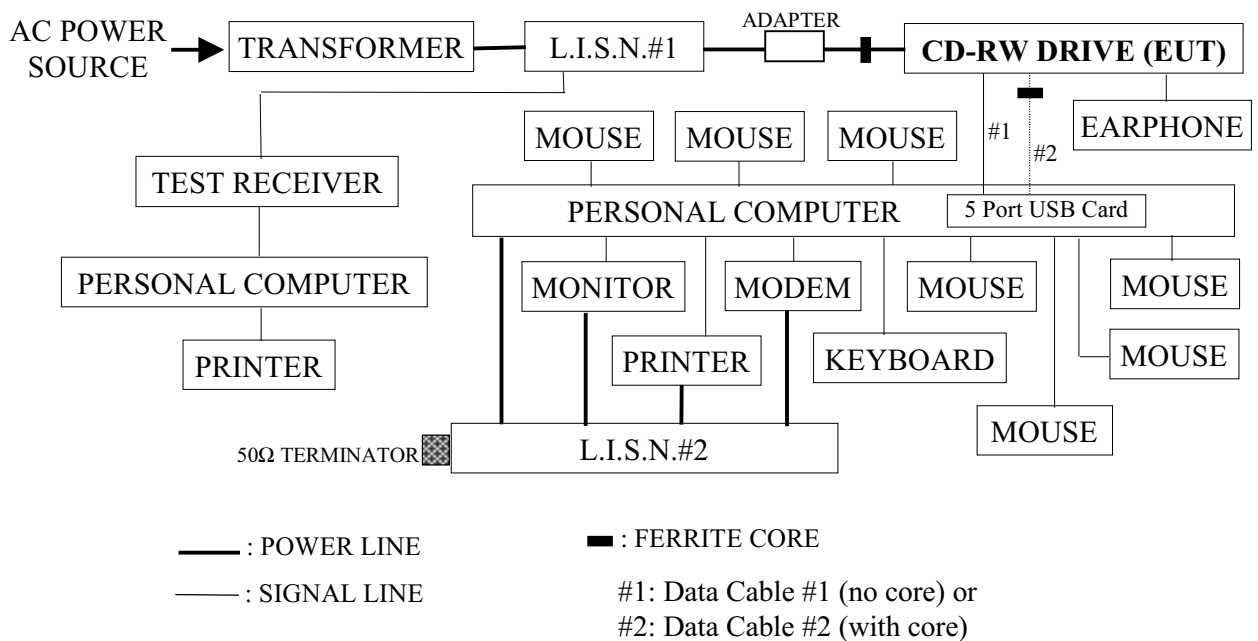 AC POWER
SOURCE
TRANSFORMER
L.I.S.N.#1
ADAPTER
CD-RW DRIVE (EUT)
EARPHONE
#1
#2
MOUSE
MOUSE
MOUSE
TEST RECEIVER
PERSONAL COMPUTER
5 Port USB Card
PERSONAL COMPUTER
MONITOR
MODEM
MOUSE
MOUSE
PRINTER
PRINTER
KEYBOARD
MOUSE
MOUSE
50Ω TERMINATOR
L.I.S.N.#2
: POWER LINE
: FERRITE CORE
: SIGNAL LINE
#1: Data Cable #1 (no core) or
#2: Data Cable #2 (with core)